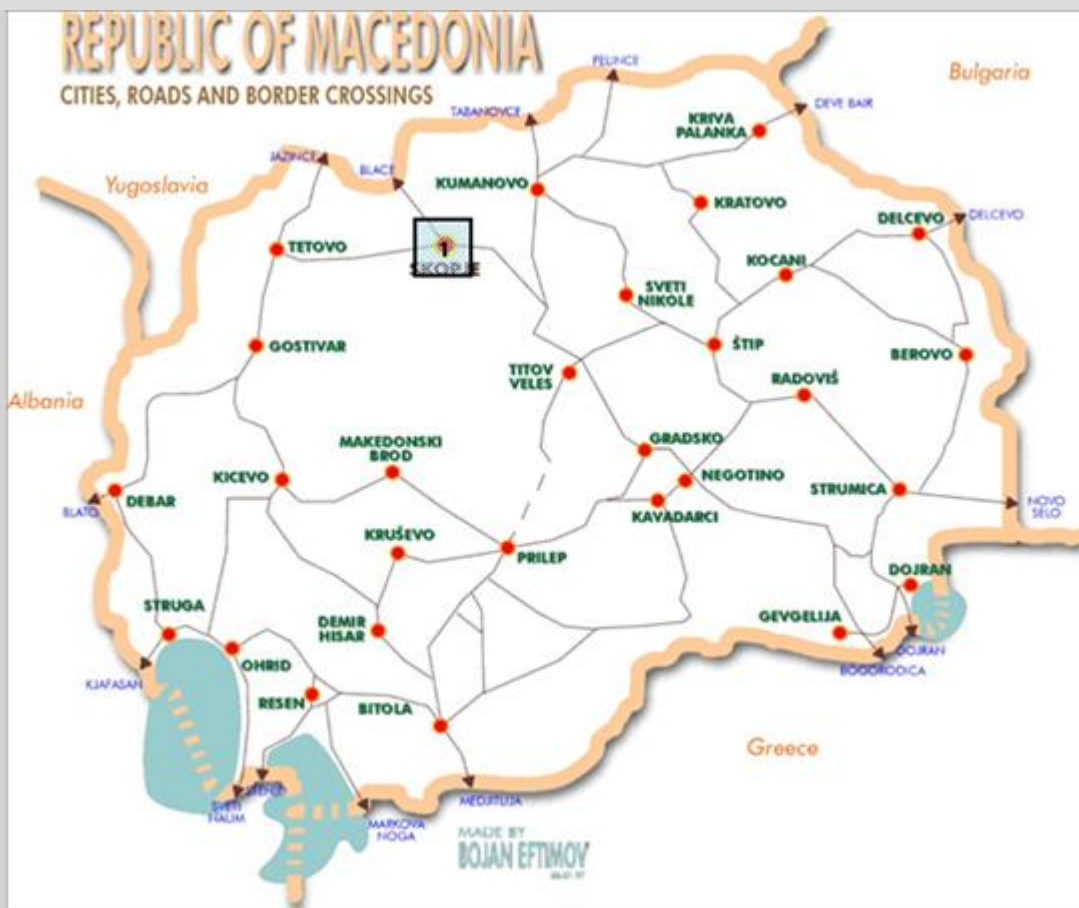 REPUBLIC OF MACEDONIA
CITIES, ROADS AND BORDER CROSSINGS
PELINCE
Bulgaria
TABANOVCE
KRIVA
PALANKA
DEVE BAIR
JAZINCE
BLACE
Yugoslavia
KUMANOVO
KRATOVO
DELCEVO
DELCEVO
TETOVO
1
SKOPJE
KOCANI
SVETI
NIKOLE
GOSTIVAR
ŠTIP
BEROVO
TITOV
VELES
RADOVIŠ
Albania
MAKEDONSKI
BROD
GRADSKO
KICEVO
NEGOTINO
DEBAR
STRUMICA
BLATO
KAVADARCI
NOVO
SELO
KRUŠEVO
PRILEP
DOJRAN
STRUGA
DEMIR
HISAR
GEVGELIJA
DOJRAN
OHRID
BOGORODICA
KJAFASAN
RESEN
BITOLA
Greece
STENJE
SVETI
NAUM
MEDJITLIJA
MARKOVA
NOGA
MADE BY
BOJAN EFTIMOV